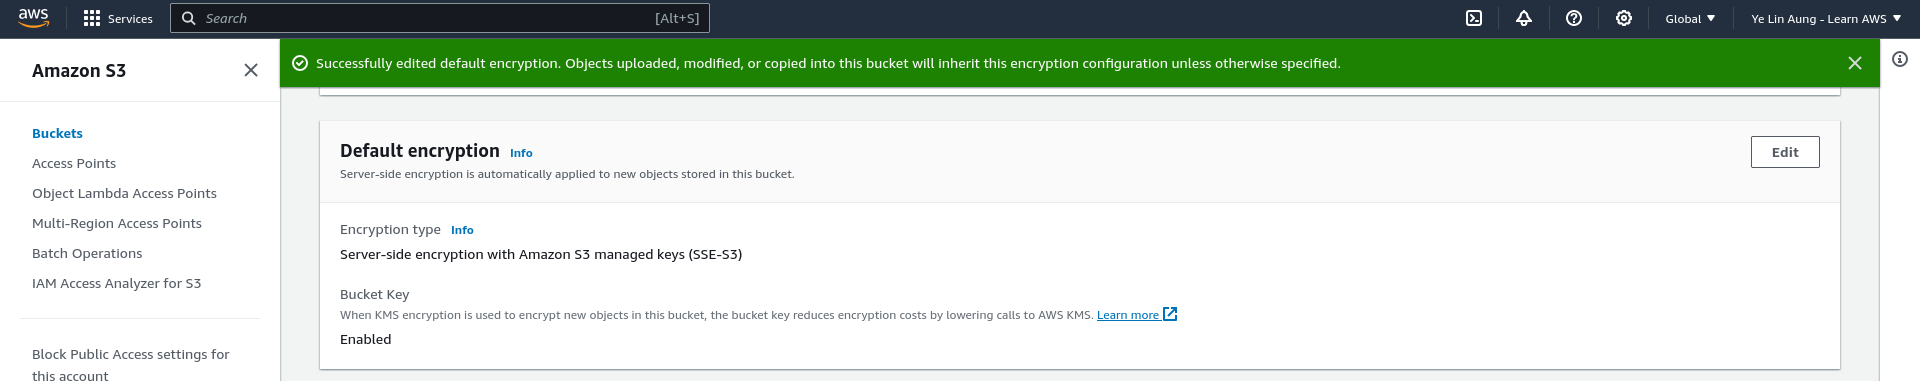 aws
Services
Search
[Alt+S]
Global
Ye Lin Aung - Learn AWS
Amazon S3
Successfully edited default encryption. Objects uploaded, modified, or copied into this bucket will inherit this encryption configuration unless otherwise specified.
Buckets
Access Points
Object Lambda Access Points
Multi-Region Access Points
Batch Operations
IAM Access Analyzer for S3
Block Public Access settings for
this account
Default encryption Info
Edit
Server-side encryption is automatically applied to new objects stored in this bucket.
Encryption type Info
Server-side encryption with Amazon S3 managed keys (SSE-S3)
Bucket Key
When KMS encryption is used to encrypt new objects in this bucket, the bucket key reduces encryption costs by lowering calls to AWS KMS. Learn more
Enabled